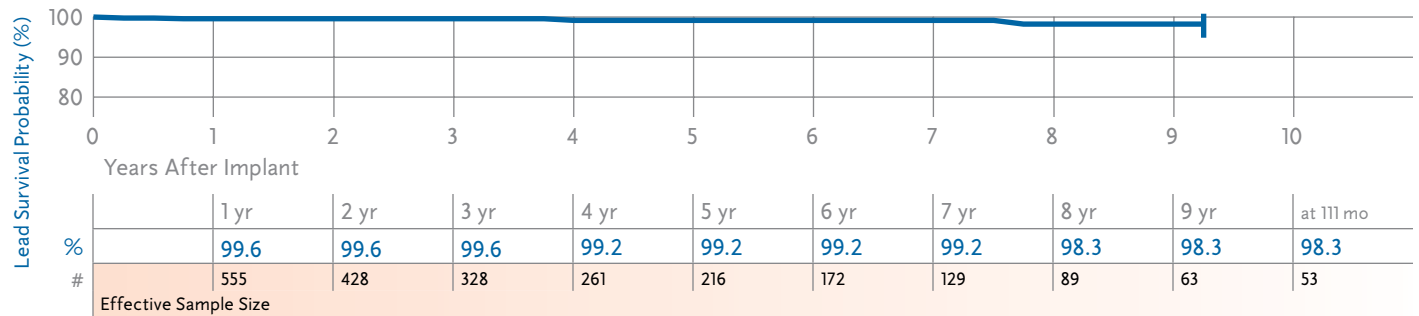 Lead Survival Probability (%)
100
90
80
0 1 2 3 4 5 6 7 8 9 10
Years After Implant
1 yr 2 yr 3 yr 4 yr 5 yr 6 yr 7 yr 8 yr 9 yr at 111 mo
% 99.6 99.6 99.6 99.2 99.2 99.2 99.2 98.3 98.3 98.3
# 555 428 328 261 216 172 129 89 63 53
Effective Sample Size